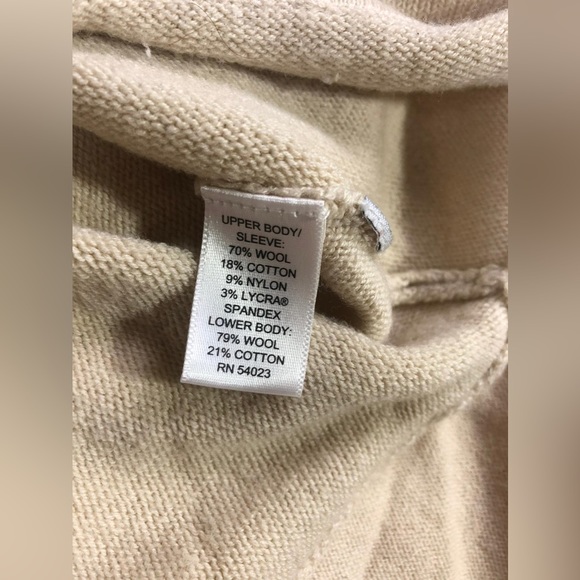 UPPER BODY/
SLEEVE:
70% WOOL
18% COTTON
9% NYLON
3% LYCRA®
SPANDEX
LOWER BODY:
79% WOOL
21% COTTON
RN 54023